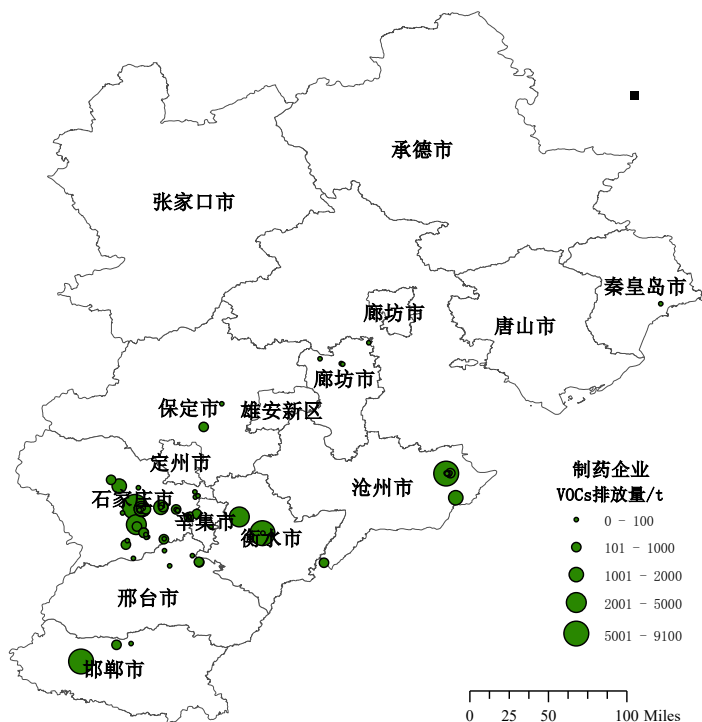 承德市
张家口市
秦皇岛市
廊坊市
唐山市
廊坊市
保定市
雄安新区
定州市
沧州市
石家庄市
辛集市
衡水市
邢台市
邯郸市
制药企业
VOCs排放量/t
0 - 100
101 - 1000
1001 - 2000
2001 - 5000
5001 - 9100
0 25 50 100 Miles